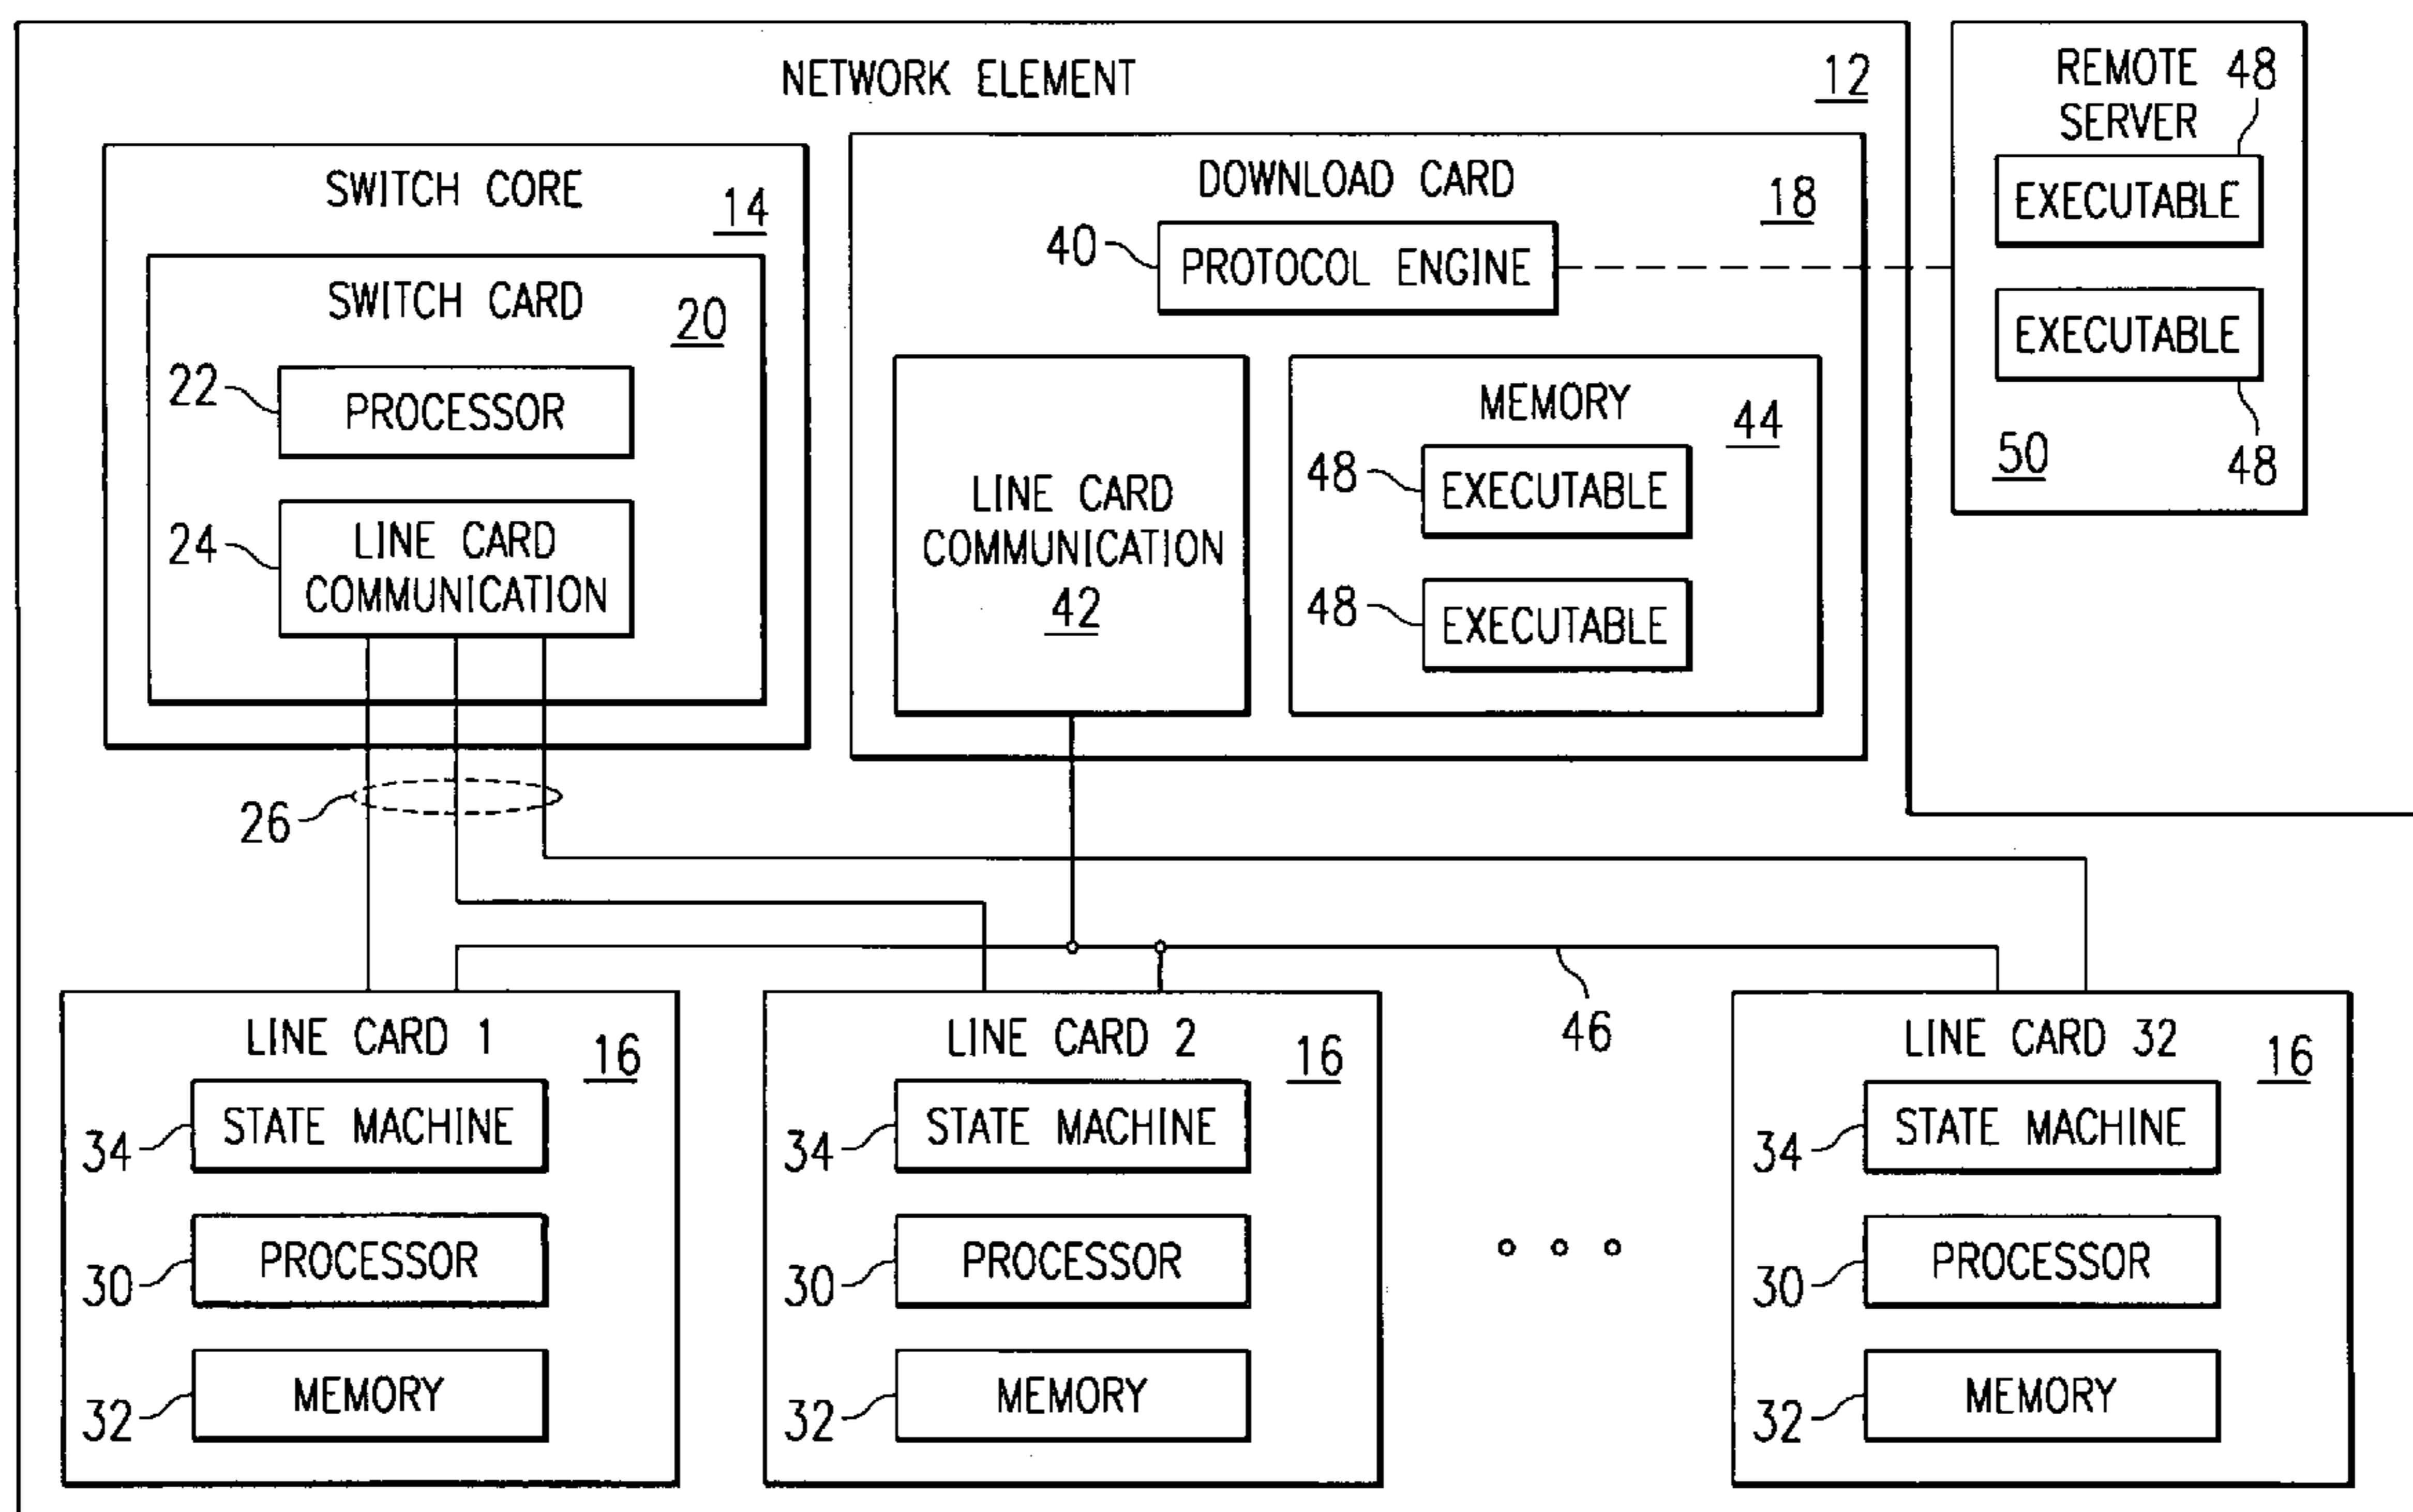 NETWORK ELEMENT
12
REMOTE 48
SERVER
EXECUTABLE
EXECUTABLE
50
48
SWITCH CORE
14
SWITCH CARD
20
22
PROCESSOR
24
LINE CARD
COMMUNICATION
26
DOWNLOAD CARD
18
40
PROTOCOL ENGINE
LINE CARD
COMMUNICATION
42
MEMORY
44
48
EXECUTABLE
48
EXECUTABLE
46
LINE CARD 1
16
34
STATE MACHINE
30
PROCESSOR
32
MEMORY
LINE CARD 2
16
34
STATE MACHINE
30
PROCESSOR
32
MEMORY
LINE CARD 32
16
34
STATE MACHINE
30
PROCESSOR
32
MEMORY